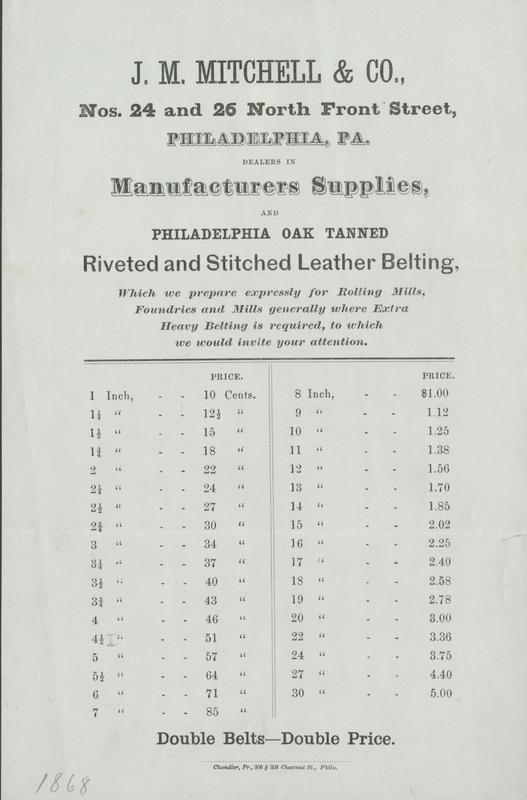 J. M. MITCHELL & CO.,
Nos. 24 and 26 North Front Street,
PHILADELPHIA, PA.
DEALERS IN
Manufacturers Supplies,
AND
PHILADELPHIA OAK TANNED
Riveted and Stitched Leather Belting,
Which we prepare expressly for Rolling Mills,
Foundries and Mills generally where Extra
Heavy Belting is required, to which
we would invite your attention.
PRICE.
1 Inch, - - 10 Cents.
1¼ “ - - 12½ “
1½ “ - - 15 “
1¾ “ - - 18 “
2 “ - - 22 “
2¼ “ - - 24 “
2½ “ - - 27 “
2¾ “ - - 30 “
3 “ - - 34 “
3¼ “ - - 37 “
3½ “ - - 40 “
3¾ “ - - 43 “
4 “ - - 46 “
4½ “ - - 51 “
5 “ - - 57 “
5½ “ - - 64 “
6 “ - - 71 “
7 “ - - 85 “
PRICE.
8 Inch, - - $1.00
9 “ - - 1.12
10 “ - - 1.25
11 “ - - 1.38
12 “ - - 1.56
13 “ - - 1.70
14 “ - - 1.85
15 “ - - 2.02
16 “ - - 2.25
17 “ - - 2.40
18 “ - - 2.58
19 “ - - 2.78
20 “ - - 3.00
22 “ - - 3.36
24 “ - - 3.75
27 “ - - 4.40
30 “ - - 5.00
Double Belts—Double Price.
Chandler, Pr., 306 & 308 Chestnut St., Phila.
1868